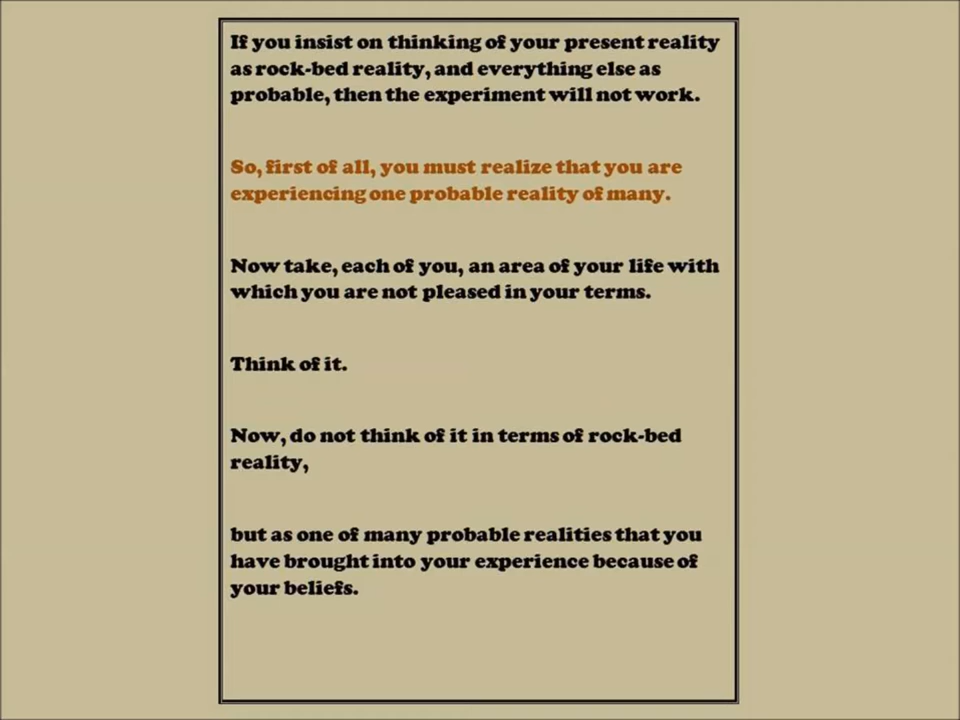 If you insist on thinking of your present reality
as rock-bed reality, and everything else as
probable, then the experiment will not work.
So, first of all, you must realize that you are
experiencing one probable reality of many.
Now take, each of you, an area of your life with
which you are not pleased in your terms.
Think of it.
Now, do not think of it in terms of rock-bed
reality,
but as one of many probable realities that you
have brought into your experience because of
your beliefs.